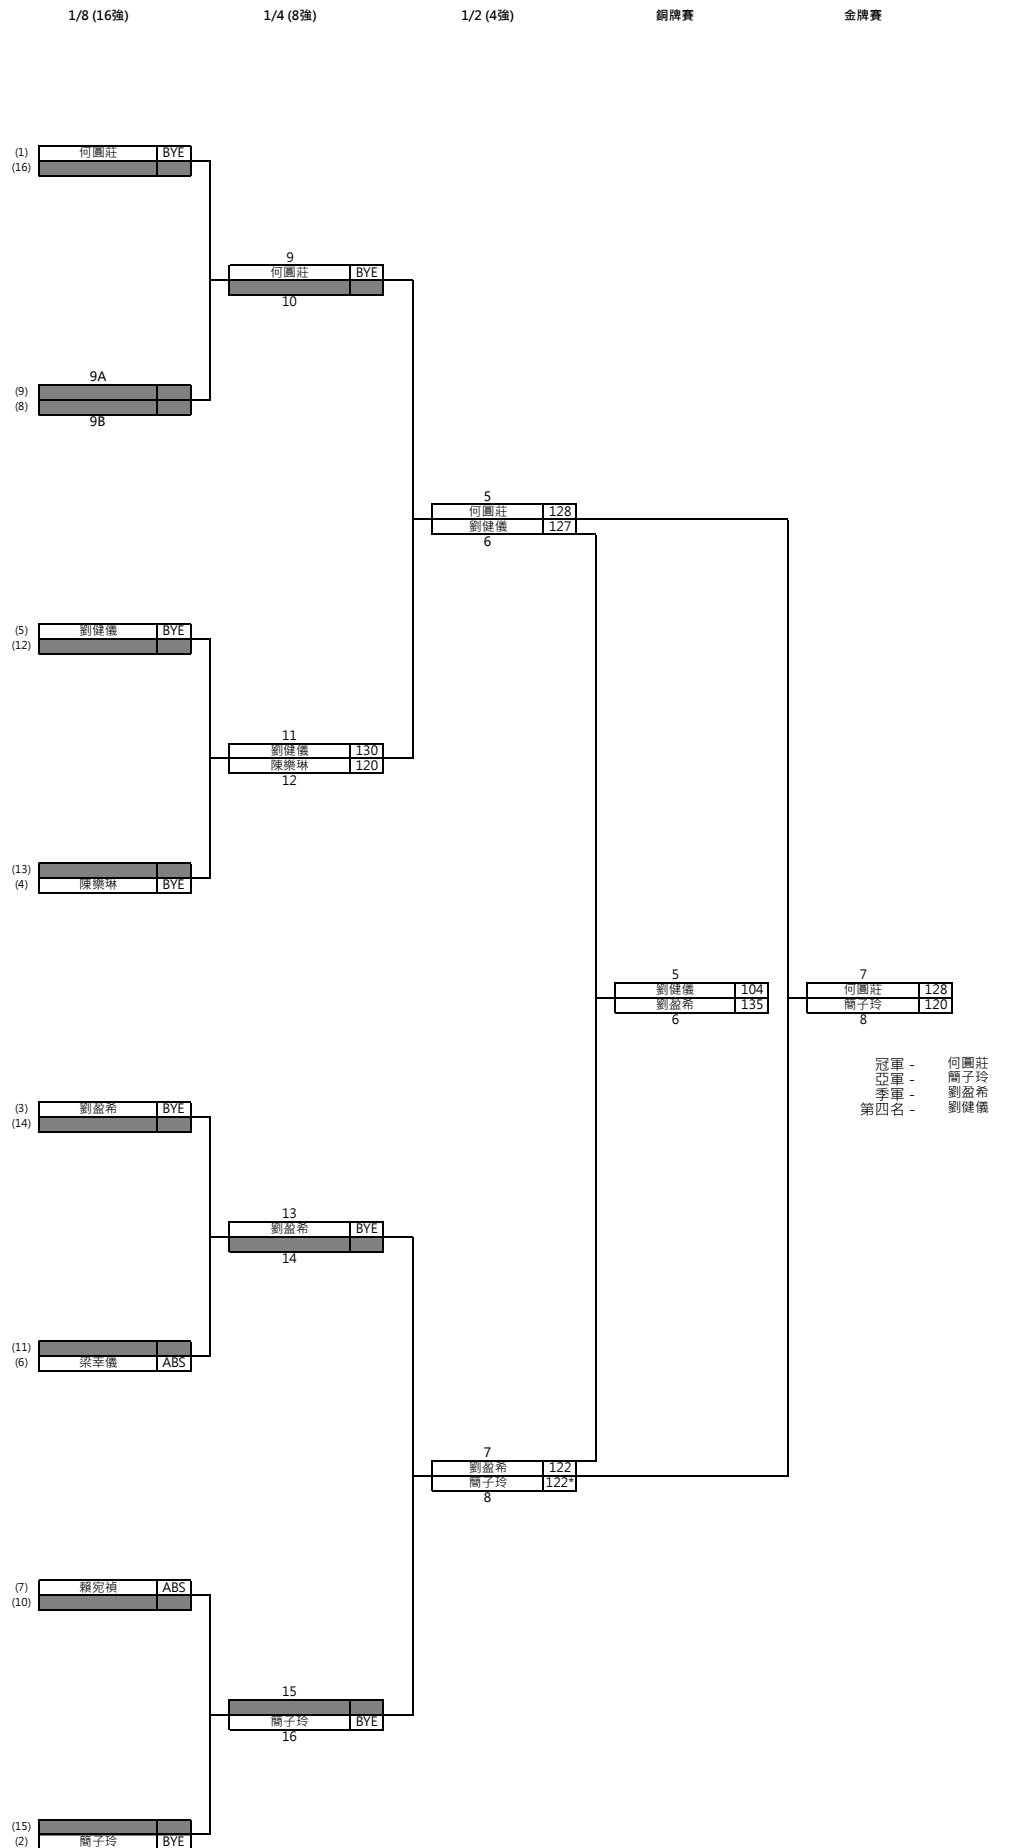 1/8 (16強) 1/4 (8強) 1/2 (4強) 銅牌賽 金牌賽
(1) 何圓莊 BYE
(16)
9
何圓莊 BYE
10
9A
(9)
(8)
9B
5
何圓莊 128
劉健儀 127
6
(5) 劉健儀 BYE
(12)
11
劉健儀 130
陳樂琳 120
12
(13)
(4) 陳樂琳 BYE
5
劉健儀 104
劉盈希 135
6
7
何圓莊 128
簡子玲 120
8
冠軍 - 何圓莊
亞軍 - 簡子玲
季軍 - 劉盈希
第四名 - 劉健儀
(3) 劉盈希 BYE
(14)
13
劉盈希 BYE
14
(11)
(6) 梁幸儀 ABS
7
劉盈希 122
簡子玲 122*
8
(7) 賴宛禎 ABS
(10)
15
簡子玲 BYE
16
(15)
(2) 簡子玲 BYE